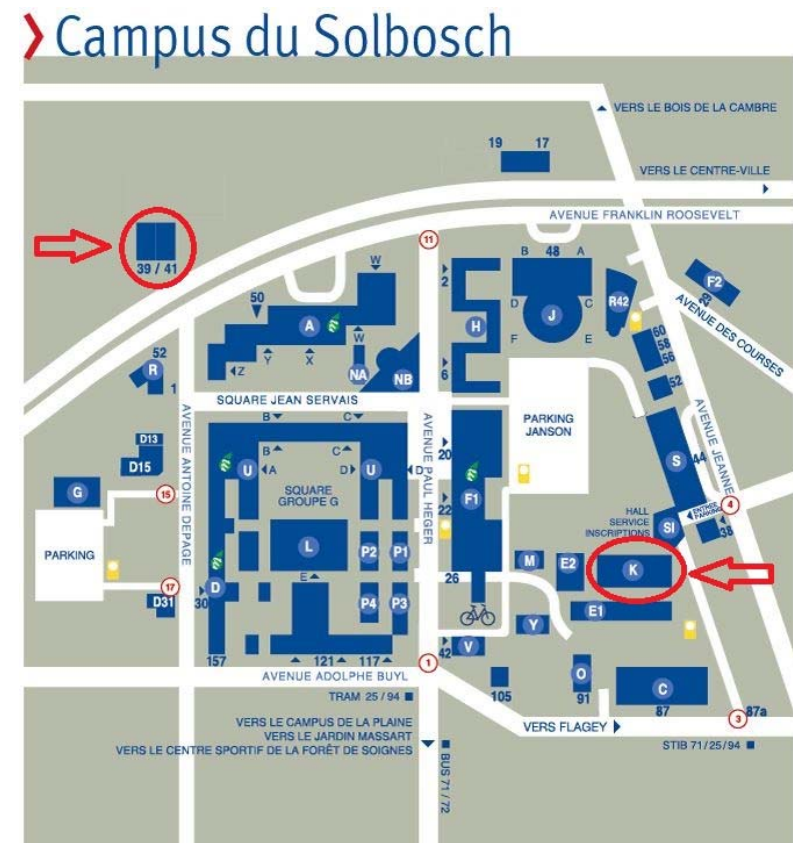 Campus du Solbosch
VERS LE BOIS DE LA CAMBRE
19 17
VERS LE CENTRE-VILLE
AVENUE FRANKLIN ROOSEVELT
11
39 / 41
W
B 48 A
2
F2
29
50
A
H
D J C
R42
AVENUE DES COURSES
F E
60
58
56
52
R
1
Z Y X
W
NA NB
6
52
SQUARE JEAN SERVAIS
AVENUE ANTOINE DEPAGE
AVENUE PAUL HEGER
AVENUE JEANNE
B C
D13
D15
U
B C
A D
U
D
20
PARKING
JANSON
S
44
G
15
SQUARE
GROUPE G
F1
22
HALL
SERVICE
INSCRIPTIONS
ENTRÉE
PARKING
4
SI
38
PARKING
L
P2 P1
M
E2
K
17
D
E
26
D31
30
P4 P3
E1
Y
42
V
157 121 117
1
AVENUE ADOLPHE BUYL
O
C
105
91
87
87a
3
TRAM 25 / 94
VERS LE CAMPUS DE LA PLAINE
VERS LE JARDIN MASSART
VERS LE CENTRE SPORTIF DE LA FORÊT DE SOIGNES
BUS 71 / 72
VERS FLAGEY
STIB 71/25/94